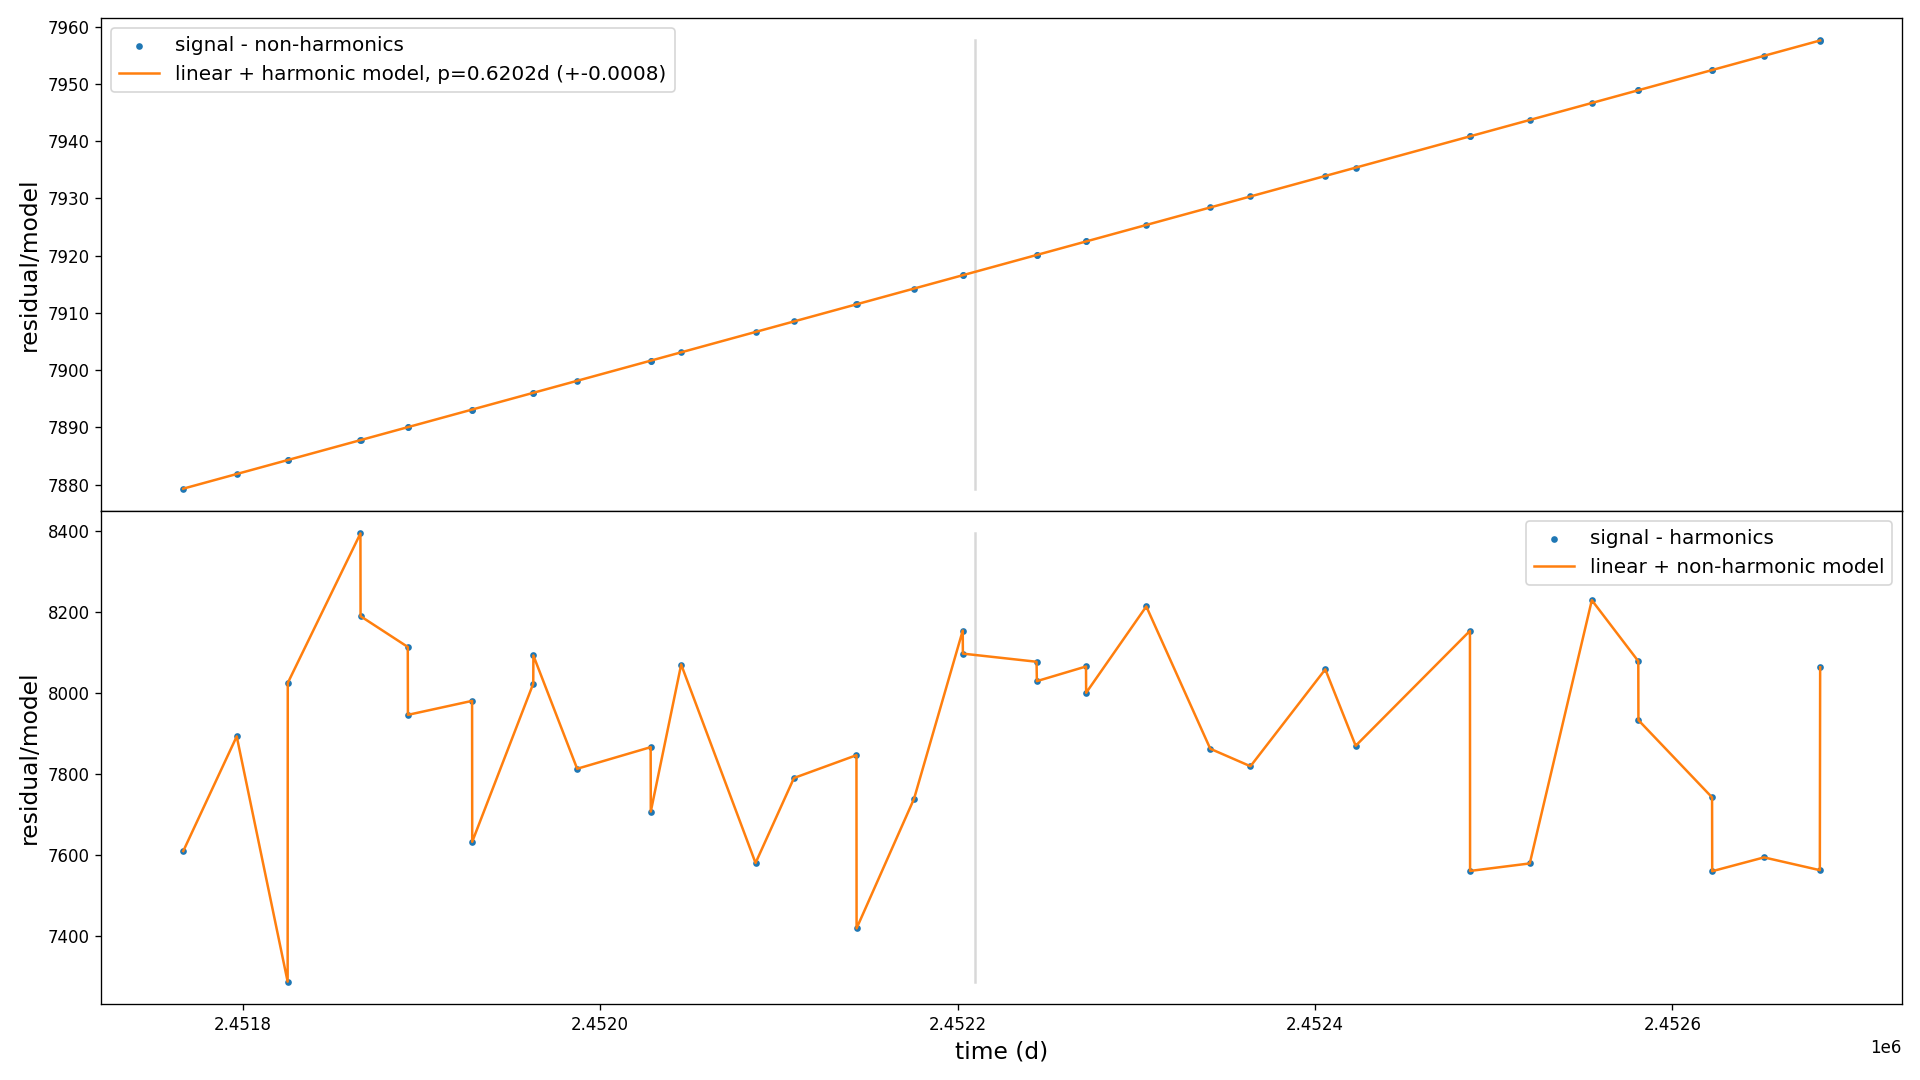 7960
7950
7940
7930
7920
7910
7900
7890
7880
residual/model
signal - non-harmonics
linear + harmonic model, p=0.6202d (+-0.0008)
8400
8200
8000
7800
7600
7400
residual/model
signal - harmonics
linear + non-harmonic model
2.4518 2.4520 2.4522 2.4524 2.4526
1e6
time (d)